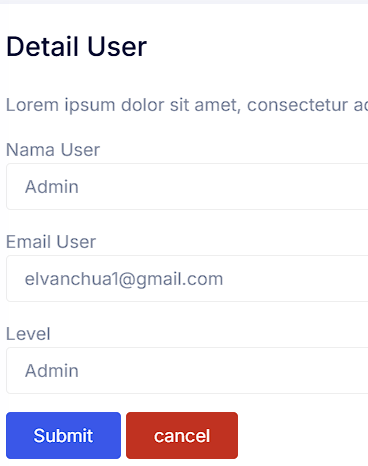 Detail User
Lorem ipsum dolor sit amet, consectetur
Nama User
Admin
Email User
elvanchua1@gmail.com
Level
Admin
Submit cancel